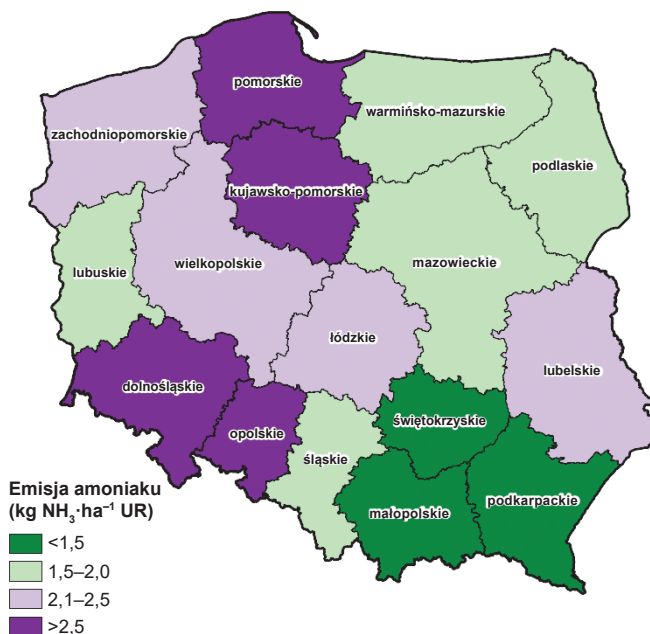 pomorskie
warmińsko-mazurskie
zachodniopomorskie
podlaskie
kujawsko-pomorskie
mazowieckie
wielkopolskie
lubuskie
łódzkie
lubelskie
dolnośląskie
świętokrzyskie
opolskie
śląskie
podkarpackie
małopolskie
Emisja amoniaku
(kg NH₃·ha⁻¹ UR)
<1,5
1,5–2,0
2,1–2,5
>2,5